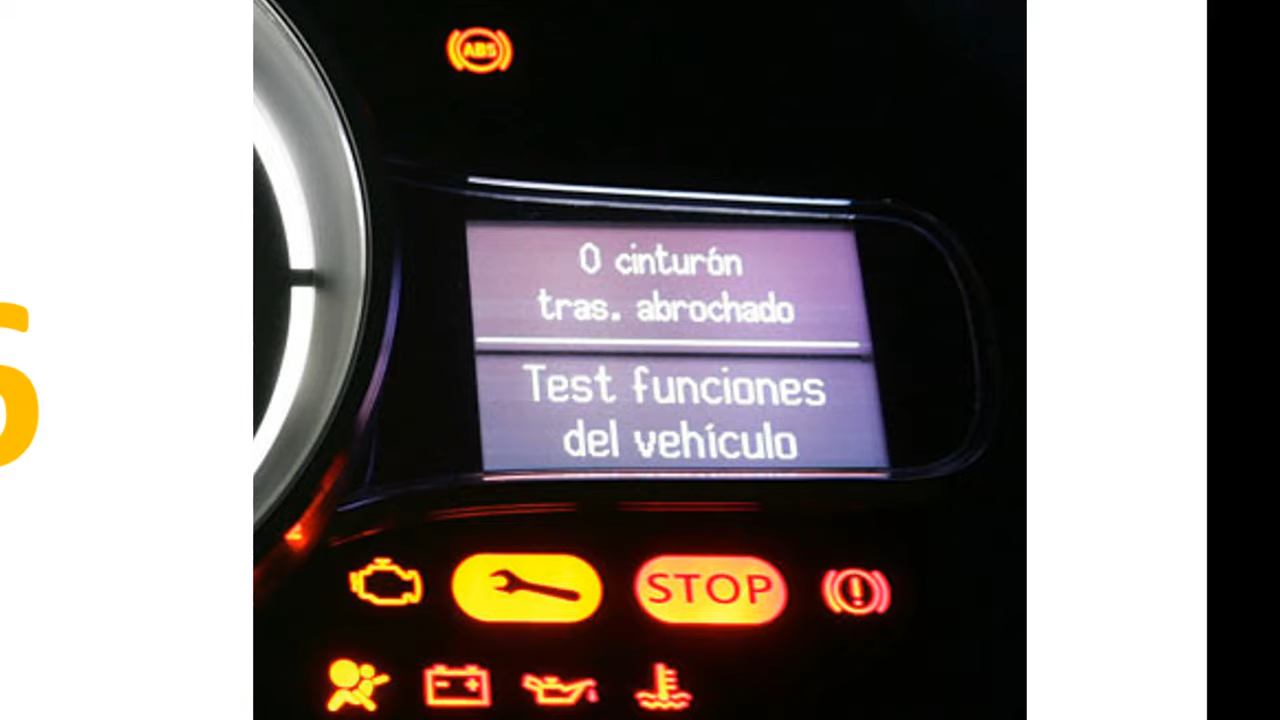 ABS
0 cinturón
tras. abrochado
Test funciones
del vehículo
STOP